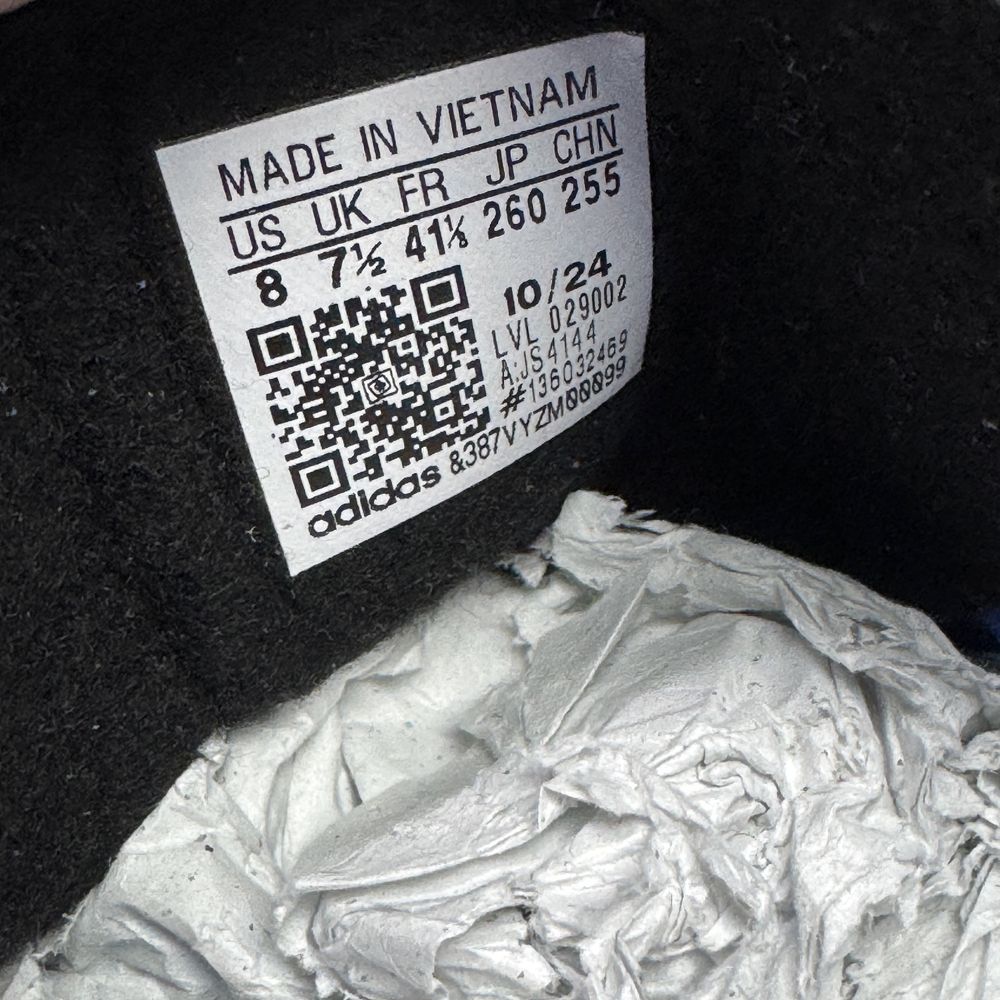 MADE IN VIETNAM
US UK FR JP CHN
8 7½ 41⅓ 260 255
10/24
LVL 029002
A:JS4144
#136032469
adidas &387VYZM00099